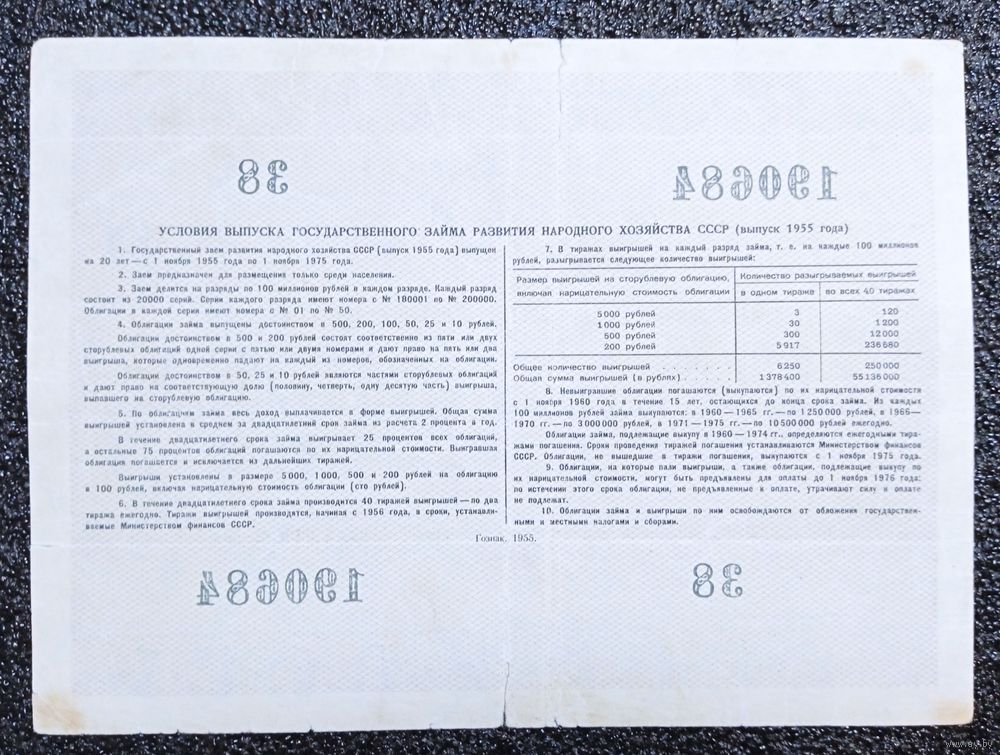 38 190684
УСЛОВИЯ ВЫПУСКА ГОСУДАРСТВЕННОГО ЗАЙМА РАЗВИТИЯ НАРОДНОГО ХОЗЯЙСТВА СССР (выпуск 1955 года)
1. Государственный заем развития народного хозяйства СССР (выпуск 1955 года) выпущен
на 20 лет — с 1 ноября 1955 года по 1 ноября 1975 года.
2. Заем предназначен для размещения только среди населения.
3. Заем делится на разряды по 100 миллионов рублей в каждом разряде. Каждый разряд
состоит из 20000 серий. Серии каждого разряда имеют номера с № 180001 по № 200000.
Облигации в каждой серии имеют номера с № 01 по № 50.
4. Облигации займа выпущены достоинством в 500, 200, 100, 50, 25 и 10 рублей.
Облигации достоинством в 500 и 200 рублей состоят соответственно из пяти или двух
сторублевых облигаций одной серии с пятью или двумя номерами и дают право на пять или два
выигрыша, которые одновременно падают на каждый из номеров, обозначенных на облигации.
Облигации достоинством в 50, 25 и 10 рублей являются частями сторублевых облигаций
и дают право на соответствующую долю (половину, четверть, одну десятую часть) выигрыша,
выпавшего на сторублевую облигацию.
5. По облигациям займа весь доход выплачивается в форме выигрышей. Общая сумма
выигрышей установлена в среднем за двадцатилетний срок займа из расчета 2 процента в год.
В течение двадцатилетнего срока займа выигрывает 25 процентов всех облигаций,
а остальные 75 процентов облигаций погашаются по их нарицательной стоимости. Выигравшая
облигация погашается и исключается из дальнейших тиражей.
Выигрыши установлены в размере 5000, 1000, 500 и 200 рублей на облигацию
в 100 рублей, включая нарицательную стоимость облигации (сто рублей).
6. В течение двадцатилетнего срока займа производится 40 тиражей выигрышей — по два
тиража ежегодно. Тиражи выигрышей производятся, начиная с 1956 года, в сроки, устанавли-
ваемые Министерством финансов СССР.
7. В тиражах выигрышей на каждый разряд займа, т. е. на каждые 100 миллионов
рублей, разыгрывается следующее количество выигрышей:
Размер выигрышей на сторублевую облигацию, включая нарицательную стоимость облигации
Количество разыгрываемых выигрышей
в одном тираже во всех 40 тиражах
5000 рублей 3 120
1000 рублей 30 1200
500 рублей 300 12000
200 рублей 5917 236680
Общее количество выигрышей . . . . . . . 6250 250000
Общая сумма выигрышей (в рублях) . . . . . 1378400 55136000
8. Невыигравшие облигации погашаются (выкупаются) по их нарицательной стоимости
с 1 ноября 1960 года в течение 15 лет, остающихся до конца срока займа. Из каждых
100 миллионов рублей займа выкупаются: в 1960—1965 гг.—по 1250000 рублей, в 1966—
1970 гг.—по 3000000 рублей, в 1971—1975 гг.—по 10500000 рублей ежегодно.
Облигации займа, подлежащие выкупу в 1960—1974 гг., определяются ежегодными тира-
жами погашения. Сроки проведения тиражей погашения устанавливаются Министерством финансов
СССР. Облигации, не вышедшие в тиражи погашения, выкупаются с 1 ноября 1975 года.
9. Облигации, на которые пали выигрыши, а также облигации, подлежащие выкупу по
их нарицательной стоимости, могут быть предъявлены для оплаты до 1 ноября 1976 года;
по истечении этого срока облигации, не предъявленные к оплате, утрачивают силу и оплате
не подлежат.
10. Облигации займа и выигрыши по ним освобождаются от обложения государствен-
ными и местными налогами и сборами.
Гознак. 1955.
190684 38